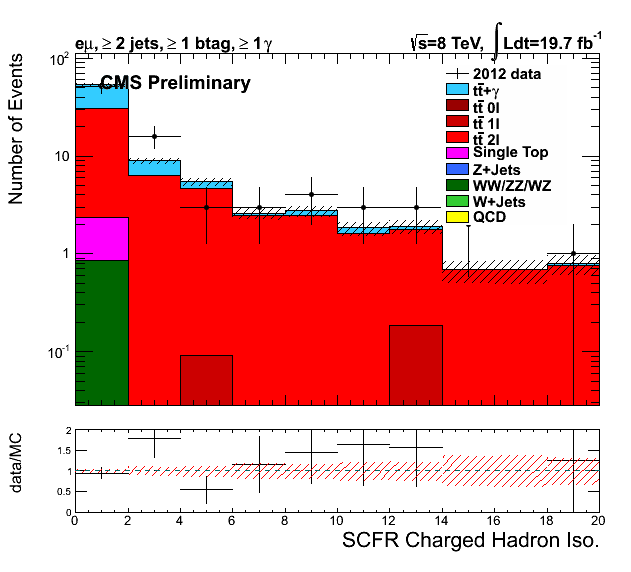 eμ, ≥ 2 jets, ≥ 1 btag, ≥ 1 γ
√s=8 TeV, ∫ Ldt=19.7 fb⁻¹
CMS Preliminary
2012 data
tt̄+γ
tt̄ 0l
tt̄ 1l
tt̄ 2l
Single Top
Z+Jets
WW/ZZ/WZ
W+Jets
QCD
Number of Events
10²
10
1
10⁻¹
data/MC
2
1.5
1
0.5
0
0 2 4 6 8 10 12 14 16 18 20
SCFR Charged Hadron Iso.